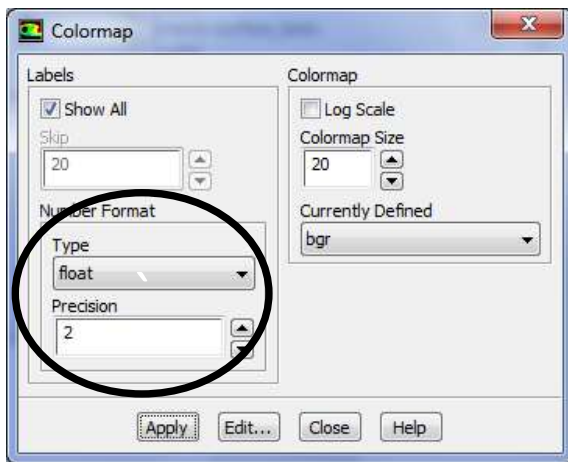 Colormap
Labels
Show All
Skip
20
Number Format
Type
float
Precision
2
Colormap
Log Scale
Colormap Size
20
Currently Defined
bgr
Apply Edit... Close Help